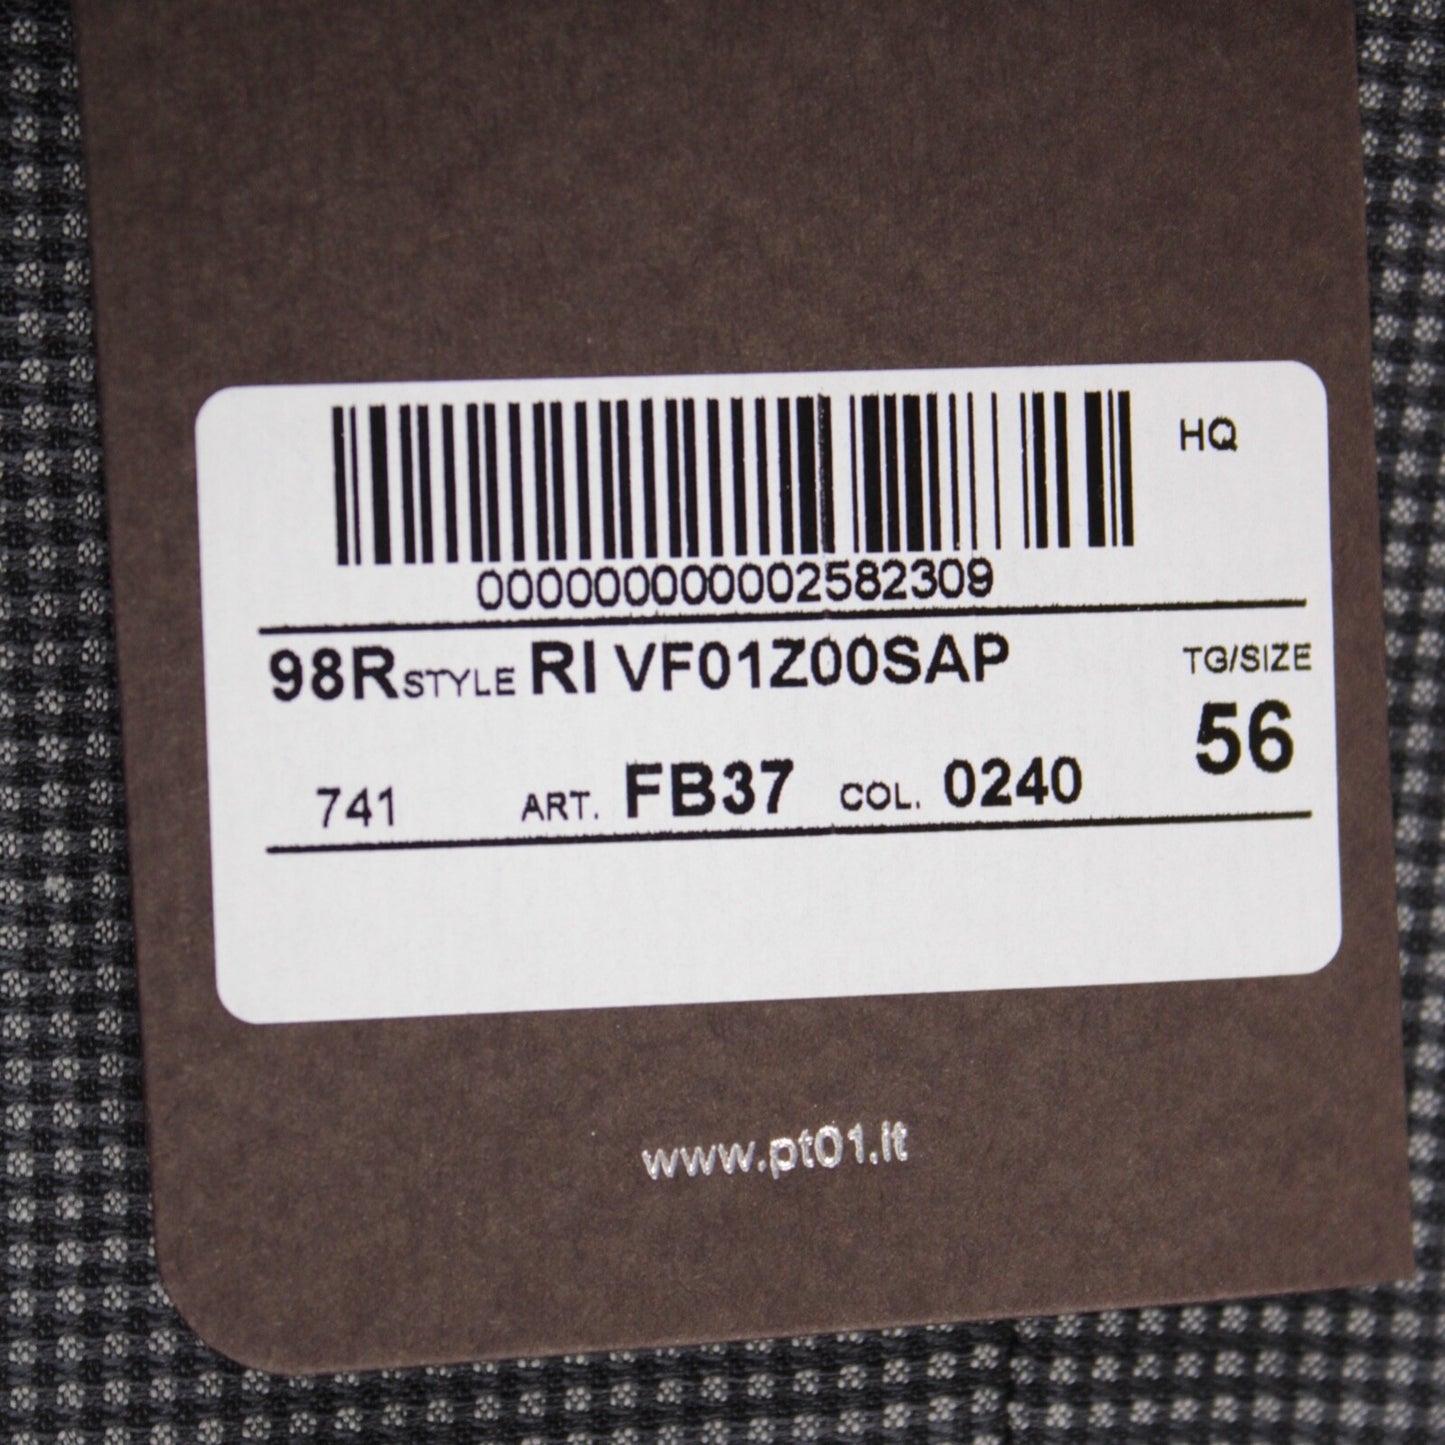 HQ
000000000002582309
98R STYLE RI VF01Z00SAP TG/SIZE
56
741 ART. FB37 COL. 0240
www.pt01.it